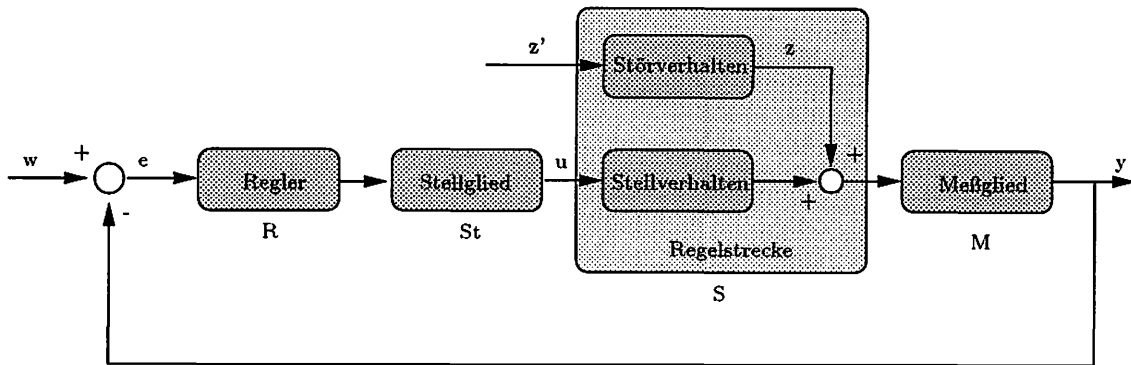 z'
Störverhalten
z
w
+
e
Regler
Stellglied
u
Stellverhalten
+
+
Meßglied
y
-
R
St
Regelstrecke
M
S